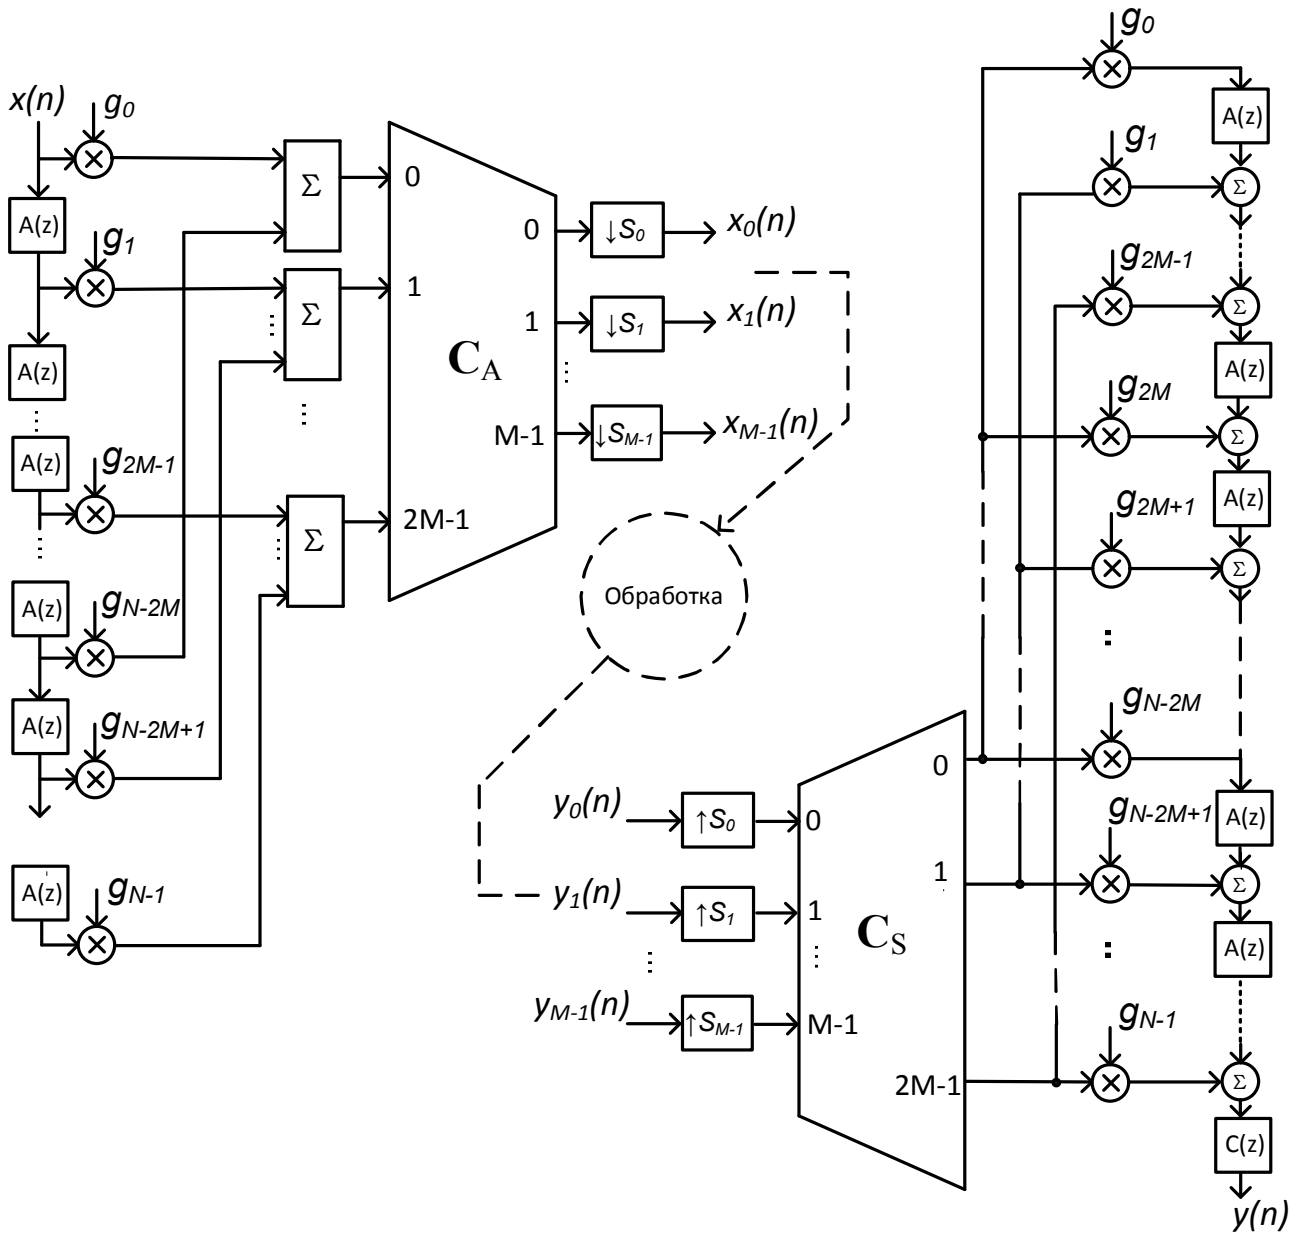 x(n)
g0
A(z)
g1
A(z)
A(z)
g2M-1
A(z)
gN-2M
A(z)
gN-2M+1
A(z)
gN-1
Σ
Σ
Σ
0
1
2M-1
CA
0
1
M-1
↓S0
↓S1
↓SM-1
x0(n)
x1(n)
xM-1(n)
Обработка
y0(n)
y1(n)
yM-1(n)
↑S0
↑S1
↑SM-1
0
1
M-1
CS
0
1
2M-1
g0
A(z)
g1
Σ
g2M-1
Σ
A(z)
g2M
Σ
A(z)
g2M+1
Σ
gN-2M
A(z)
gN-2M+1
Σ
A(z)
gN-1
Σ
C(z)
y(n)